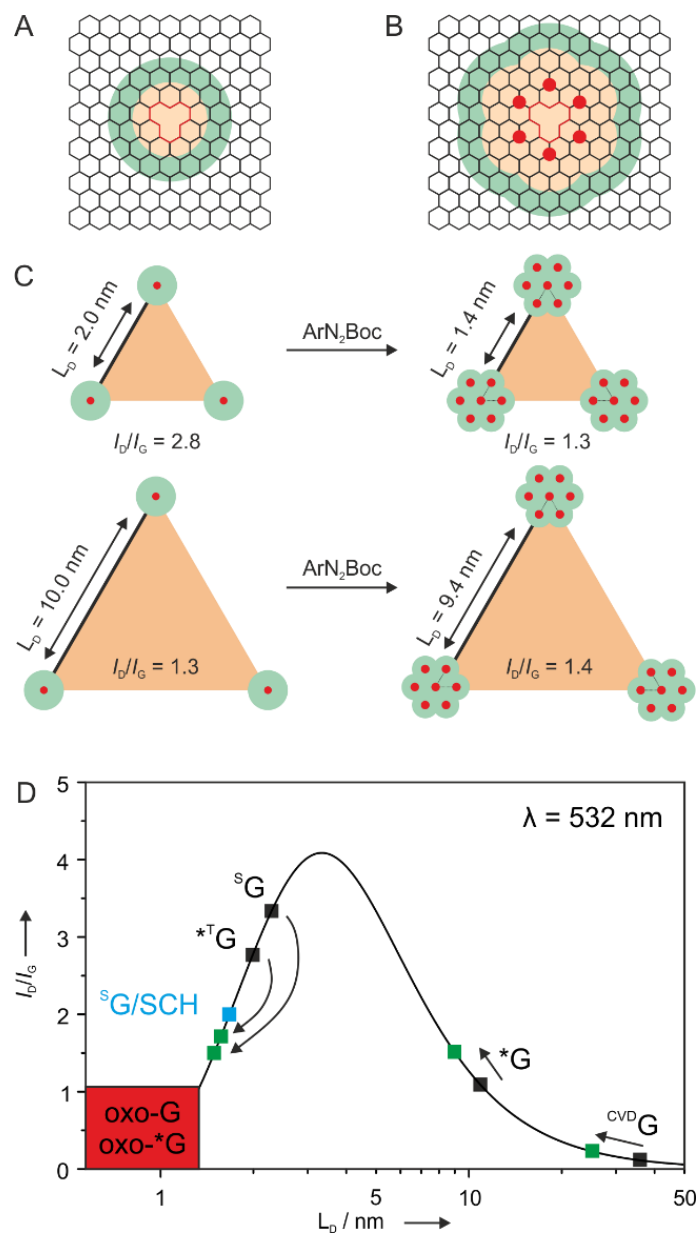 A B
C
L_D = 2.0 nm
ArN₂Boc
L_D = 1.4 nm
I_D/I_G = 2.8
I_D/I_G = 1.3
L_D = 10.0 nm
ArN₂Boc
L_D = 9.4 nm
I_D/I_G = 1.3
I_D/I_G = 1.4
D
5
λ = 532 nm
4
ˢG
3
*ᵀG
I_D/I_G
ˢG/SCH
2
*G
1
oxo-G
oxo-*G
CVDG
0
1 5 10 50
L_D / nm